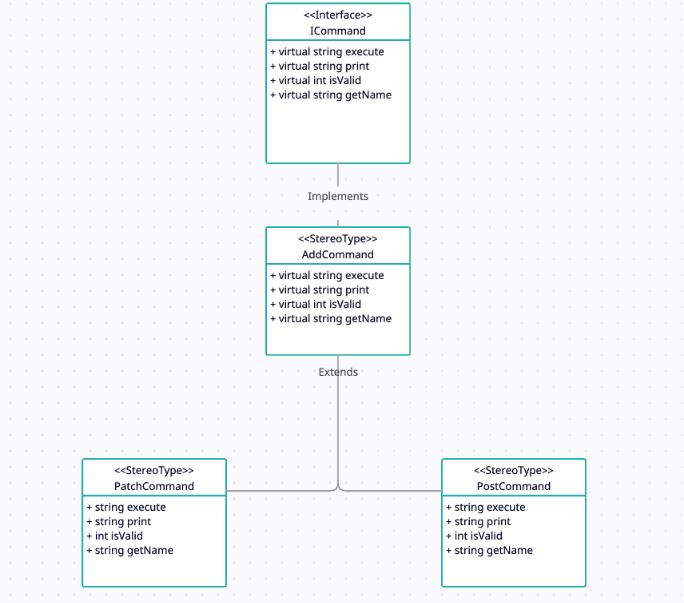 <<Interface>>
ICommand
+ virtual string execute
+ virtual string print
+ virtual int isValid
+ virtual string getName
Implements
<<StereoType>>
AddCommand
+ virtual string execute
+ virtual string print
+ virtual int isValid
+ virtual string getName
Extends
<<StereoType>>
PatchCommand
+ string execute
+ string print
+ int isValid
+ string getName
<<StereoType>>
PostCommand
+ string execute
+ string print
+ int isValid
+ string getName